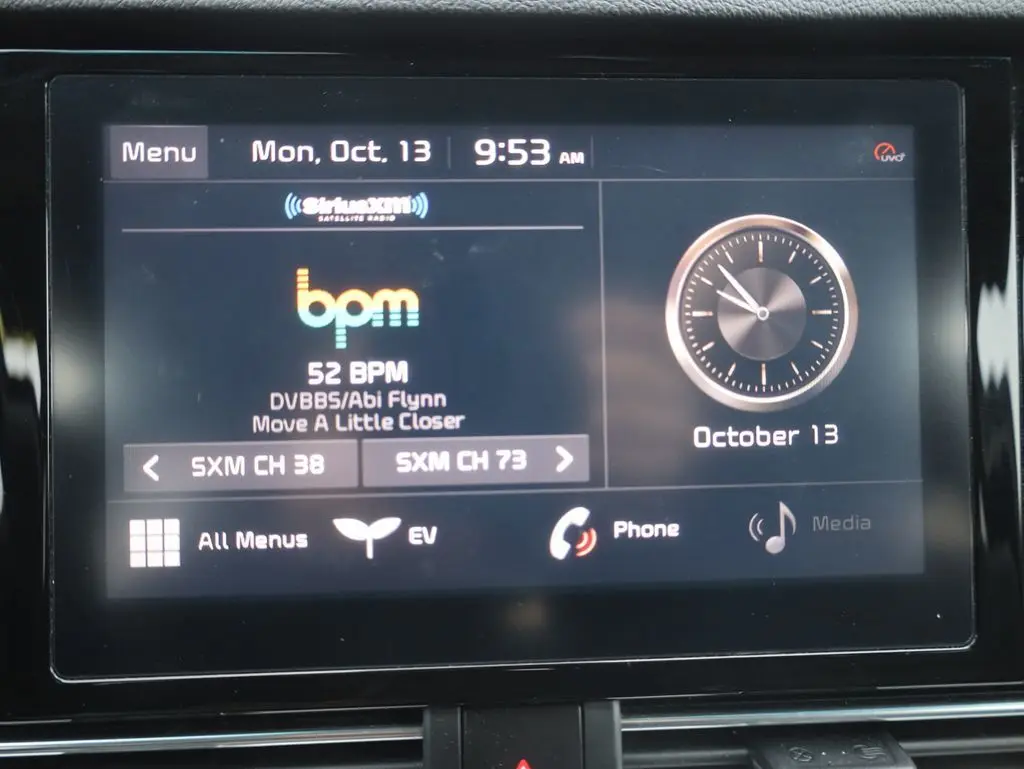 Menu Mon, Oct. 13 9:53 AM UVO
SiriusXM
SATELLITE RADIO
bpm
52 BPM
DVBBS/Abi Flynn
Move A Little Closer
SXM CH 38 SXM CH 73
October 13
All Menus EV Phone Media